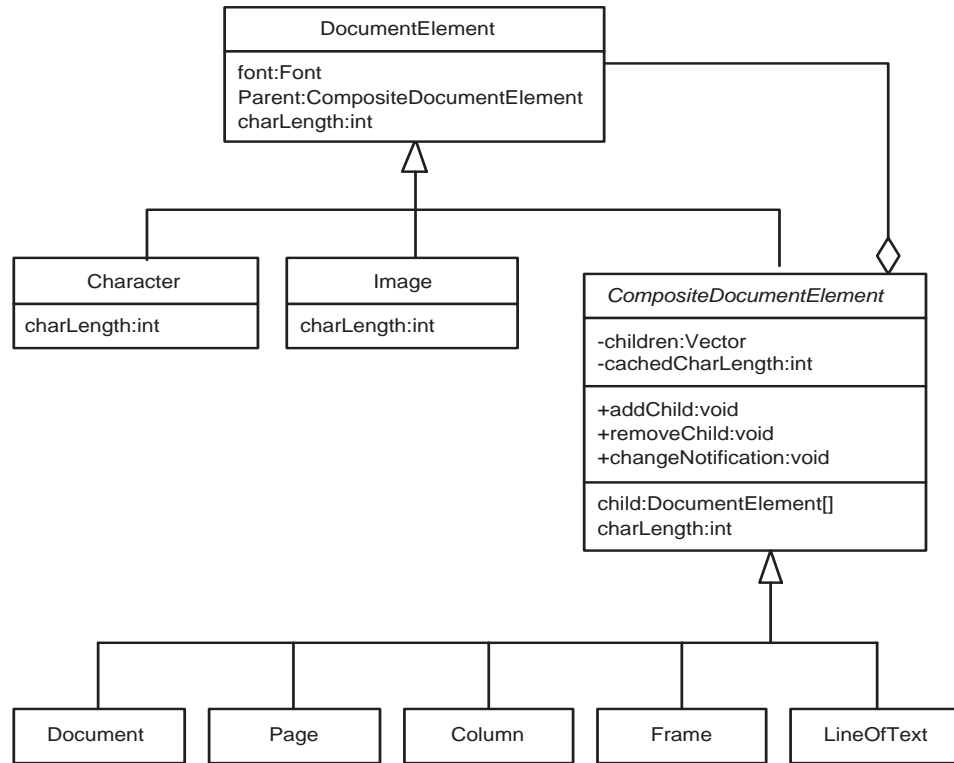 DocumentElement
font:Font
Parent:CompositeDocumentElement
charLength:int
Character
charLength:int
Image
charLength:int
CompositeDocumentElement
-children:Vector
-cachedCharLength:int
+addChild:void
+removeChild:void
+changeNotification:void
child:DocumentElement[]
charLength:int
Document
Page
Column
Frame
LineOfText